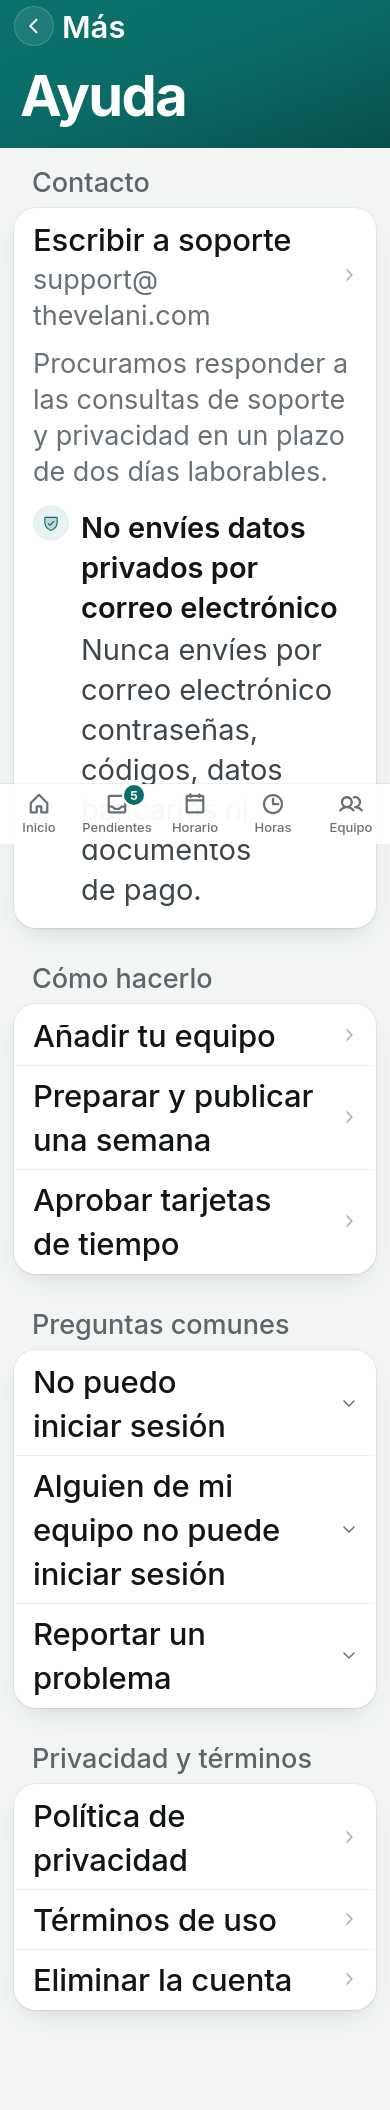 Más
Ayuda
Contacto
Escribir a soporte
support@
thevelani.com
Procuramos responder a
las consultas de soporte
y privacidad en un plazo
de dos días laborables.
No envíes datos
privados por
correo electrónico
Nunca envíes por
correo electrónico
contraseñas,
códigos, datos
bancarios ni
5
Inicio
Pendientes
Horario
Horas
Equipo
documentos
de pago.
Cómo hacerlo
Añadir tu equipo
Preparar y publicar
una semana
Aprobar tarjetas
de tiempo
Preguntas comunes
No puedo
iniciar sesión
Alguien de mi
equipo no puede
iniciar sesión
Reportar un
problema
Privacidad y términos
Política de
privacidad
Términos de uso
Eliminar la cuenta